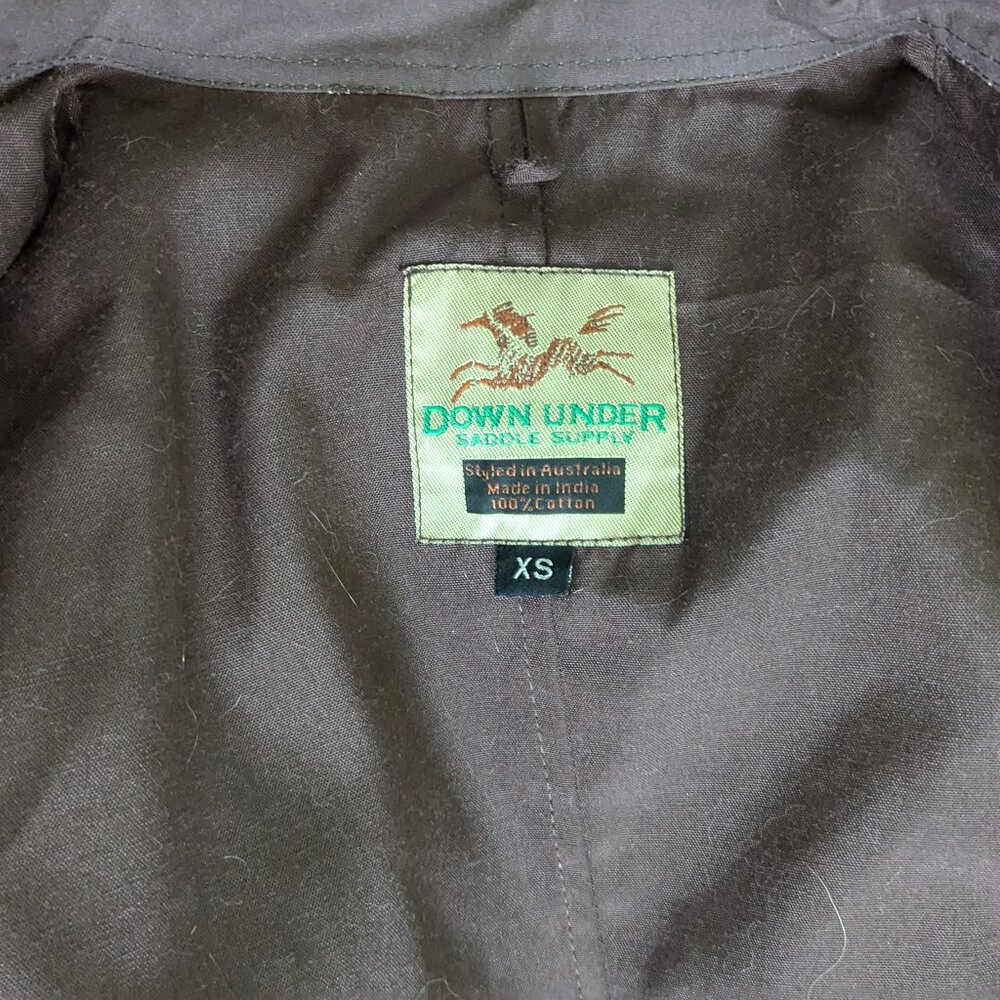 DOWN UNDER
SADDLE SUPPLY
Styled in Australia
Made in India
100% Cotton
XS